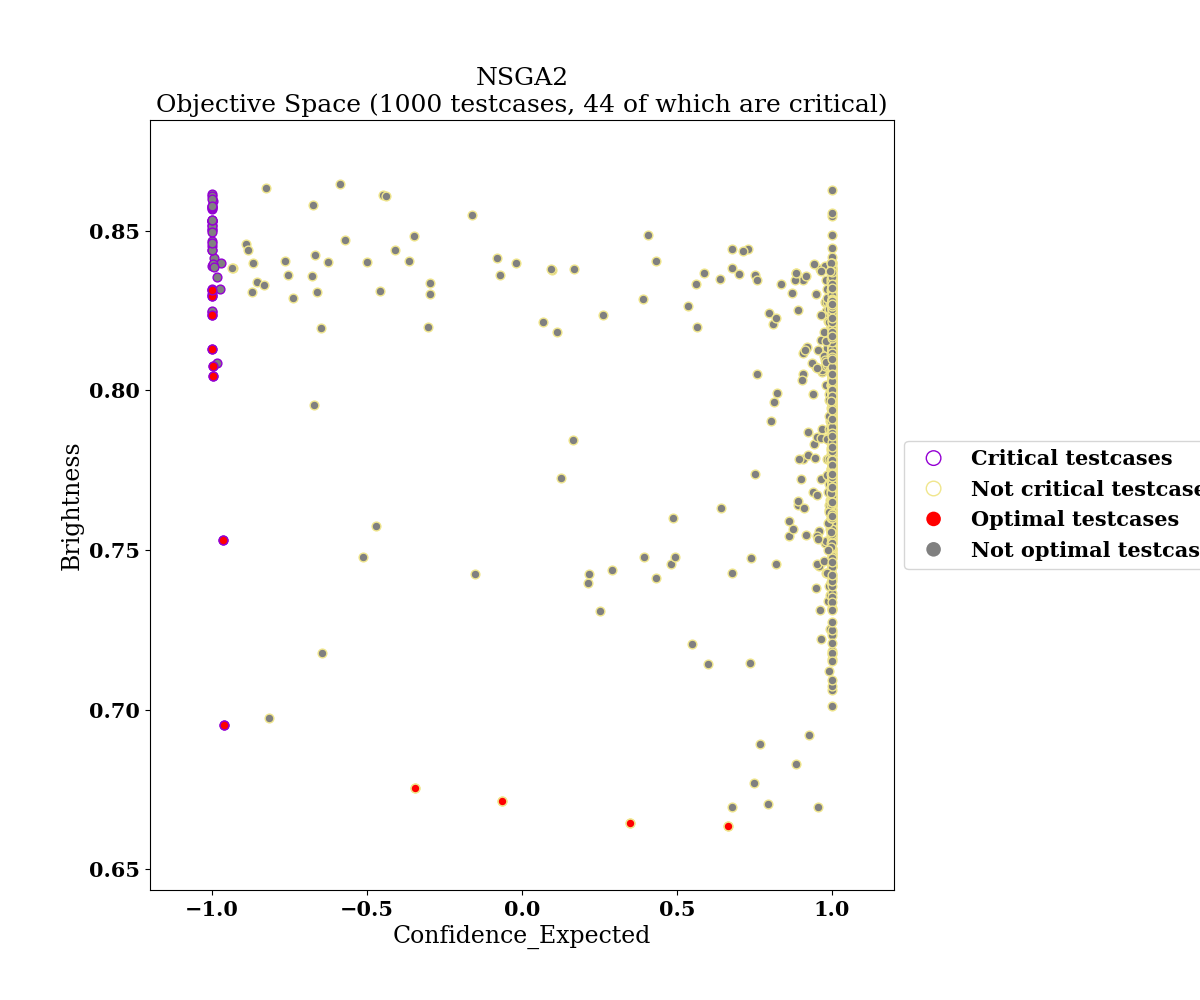 NSGA2
Objective Space (1000 testcases, 44 of which are critical)
0.85
0.80
0.75
0.70
0.65
Brightness
−1.0
−0.5
0.0
0.5
1.0
Confidence_Expected
Critical testcases
Not critical testcase
Optimal testcases
Not optimal testcas